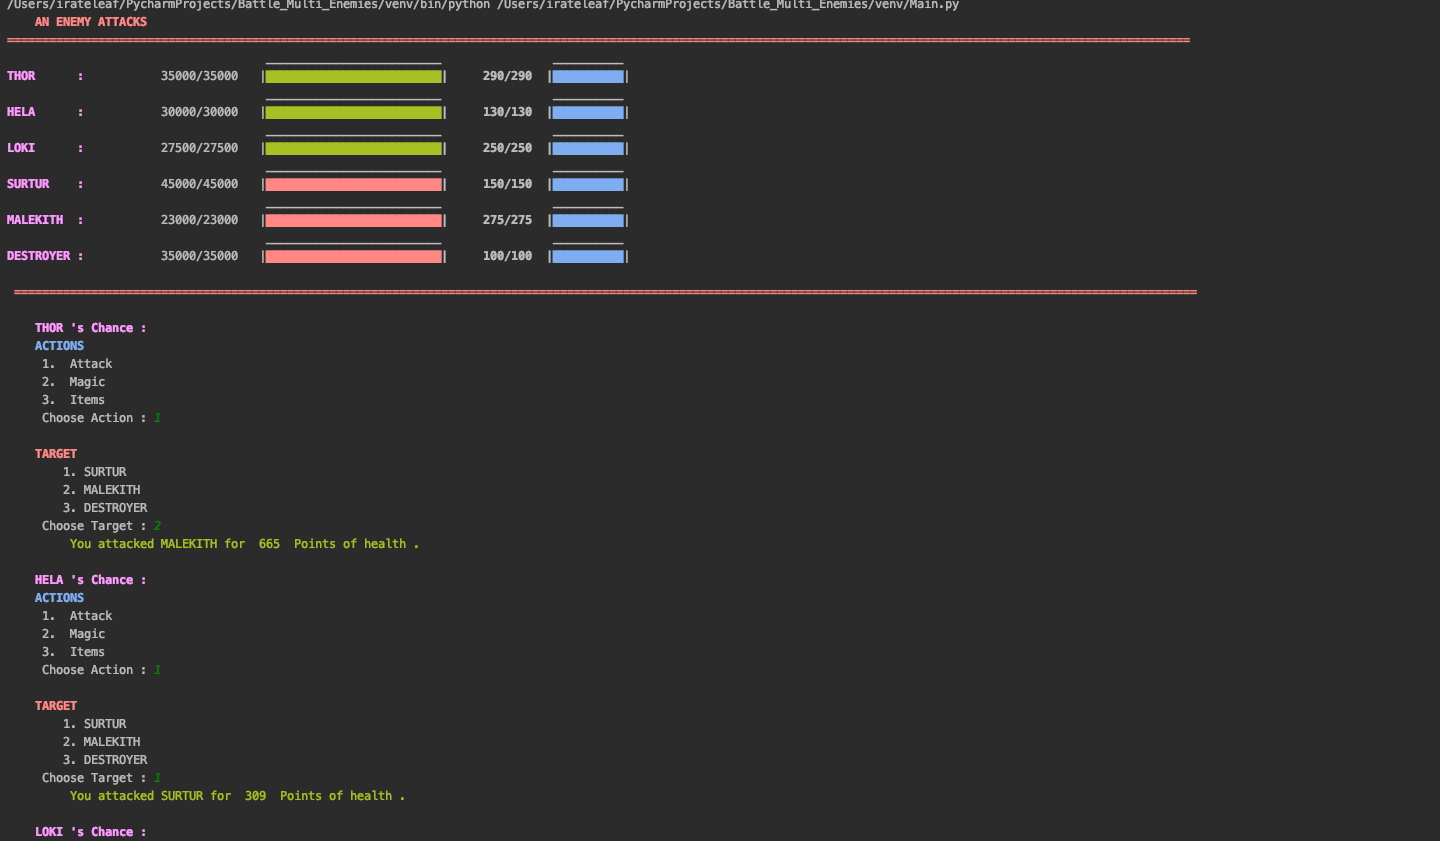 /Users/irateleaf/PycharmProjects/Battle_Multi_Enemies/venv/bin/python /Users/irateleaf/PycharmProjects/Battle_Multi_Enemies/venv/Main.py
AN ENEMY ATTACKS
THOR : 35000/35000 | | 290/290 | |
HELA : 30000/30000 | | 130/130 | |
LOKI : 27500/27500 | | 250/250 | |
SURTUR : 45000/45000 | | 150/150 | |
MALEKITH : 23000/23000 | | 275/275 | |
DESTROYER : 35000/35000 | | 100/100 | |
THOR 's Chance :
ACTIONS
1. Attack
2. Magic
3. Items
Choose Action : 1
TARGET
1. SURTUR
2. MALEKITH
3. DESTROYER
Choose Target : 2
You attacked MALEKITH for 665 Points of health .
HELA 's Chance :
ACTIONS
1. Attack
2. Magic
3. Items
Choose Action : 1
TARGET
1. SURTUR
2. MALEKITH
3. DESTROYER
Choose Target : 1
You attacked SURTUR for 309 Points of health .
LOKI 's Chance :